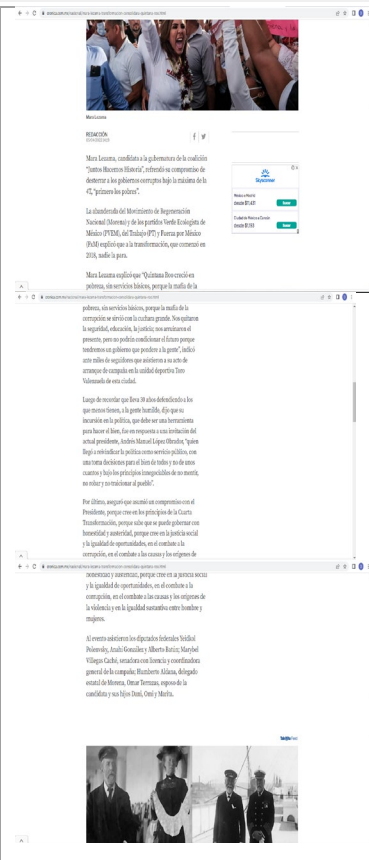 Mara Lezama
REDACCIÓN
Mara Lezama, candidata a la gubernatura de la coalición
"Juntos Hacemos Historia", refrendó su compromiso de
desterrar a los gobiernos corruptos bajo la máxima de la
4T, "primero los pobres".
La abanderada del Movimiento de Regeneración
Nacional (Morena) y de los partidos Verde Ecologista de
México (PVEM), del Trabajo (PT) y Fuerza por México
(FxM) explicó que a la transformación, que comenzó en
2018, nadie la para.
Mara Lezama explicó que "Quintana Roo creció en
pobreza, sin servicios básicos, porque la mafia de la
Skyscanner
México a Madrid
desde $11,431
Ciudad de México a Cancún
desde $1,193
pobreza, sin servicios básicos, porque la mafia de la
corrupción se sirvió con la cuchara grande. Nos quitaron
la seguridad, educación, la justicia; nos arruinaron el
presente, pero no podrán condicionar el futuro porque
tendremos un gobierno que pondere a la gente", indicó
ante miles de seguidores que asistieron a su acto de
arranque de campaña en la unidad deportiva Toro
Valenzuela de esta ciudad.
Luego de recordar que lleva 30 años defendiendo a los
que menos tienen, a la gente humilde, dijo que su
incursión en la política, que debe ser una herramienta
para hacer el bien, fue en respuesta a una invitación del
actual presidente, Andrés Manuel López Obrador, "quien
llegó a reivindicar la política como servicio público, con
una toma decisiones para el bien de todos y no de unos
cuantos y bajo los principios innegociables de no mentir,
no robar y no traicionar al pueblo".
Por último, aseguró que asumió un compromiso con el
Presidente, porque cree en los principios de la Cuarta
Transformación, porque sabe que se puede gobernar con
honestidad y austeridad, porque cree en la justicia social
y la igualdad de oportunidades, en el combate a la
corrupción, en el combate a las causas y los orígenes de
honestidad y austeridad, porque cree en la justicia social
y la igualdad de oportunidades, en el combate a la
corrupción, en el combate a las causas y los orígenes de
la violencia y en la igualdad sustantiva entre hombre y
mujeres.
Al evento asistieron los diputados federales Yeidkol
Polevnsky, Anahí González y Alberto Batún; Marybel
Villegas Canché, senadora con licencia y coordinadora
general de la campaña; Humberto Aldana, delegado
estatal de Morena, Omar Terrazas, esposo de la
candidata y sus hijos Dani, Omi y Marita.